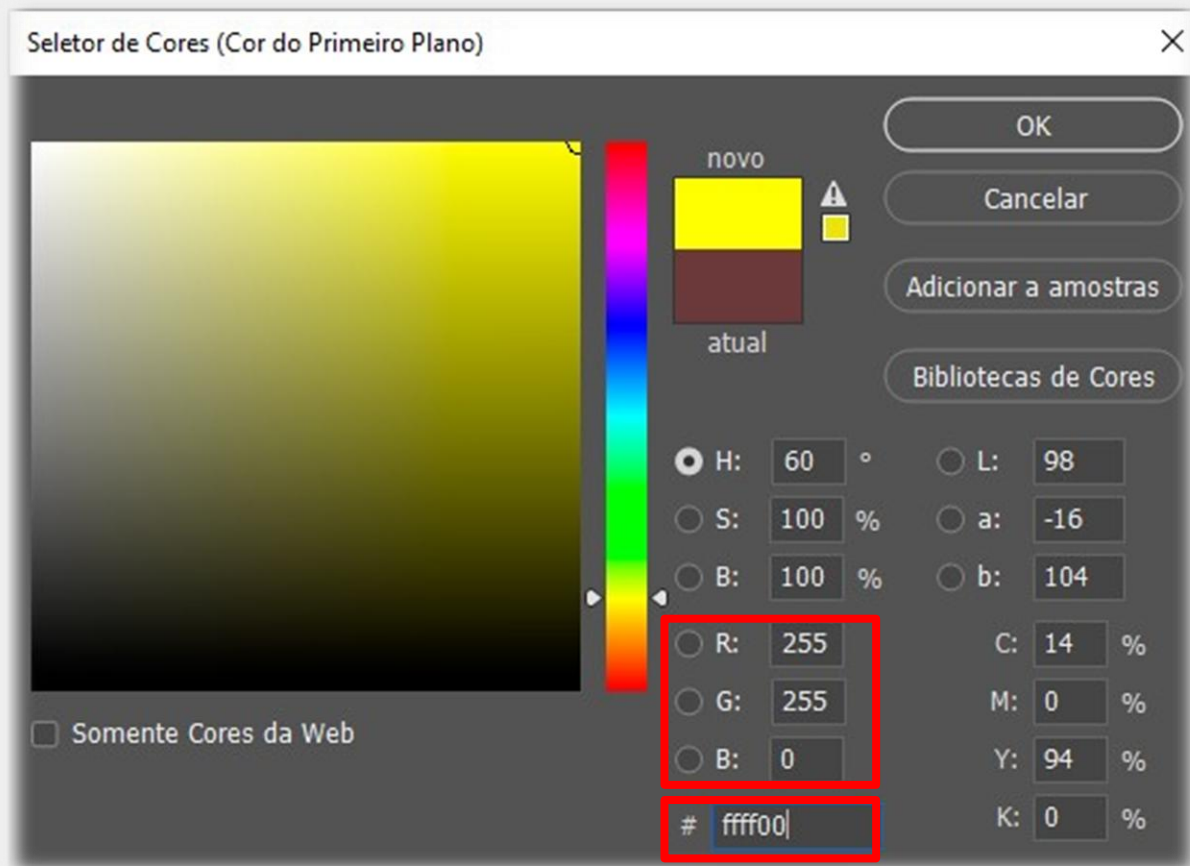 Seletor de Cores (Cor do Primeiro Plano)
novo
atual
OK
Cancelar
Adicionar a amostras
Bibliotecas de Cores
H: 60 °
S: 100 %
B: 100 %
R: 255
G: 255
B: 0
# ffff00
L: 98
a: -16
b: 104
C: 14 %
M: 0 %
Y: 94 %
K: 0 %
Somente Cores da Web